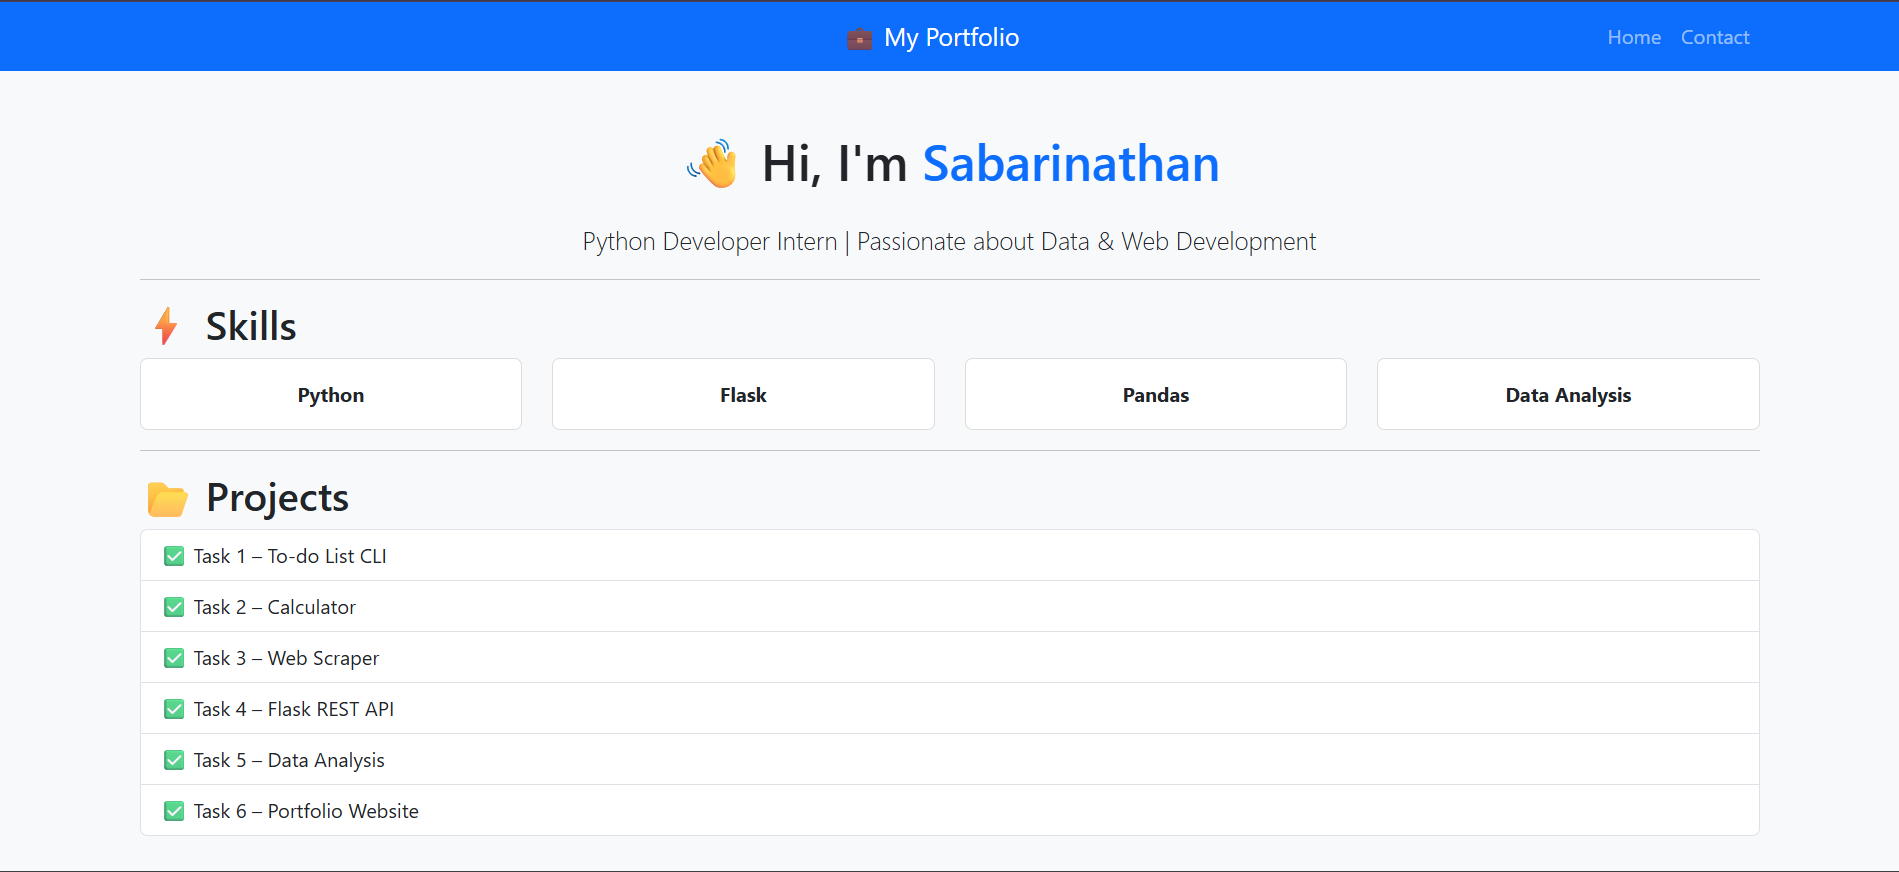 💼 My Portfolio
Home Contact
👋 Hi, I'm Sabarinathan
Python Developer Intern | Passionate about Data & Web Development
⚡ Skills
Python Flask Pandas Data Analysis
📂 Projects
✅ Task 1 – To-do List CLI
✅ Task 2 – Calculator
✅ Task 3 – Web Scraper
✅ Task 4 – Flask REST API
✅ Task 5 – Data Analysis
✅ Task 6 – Portfolio Website